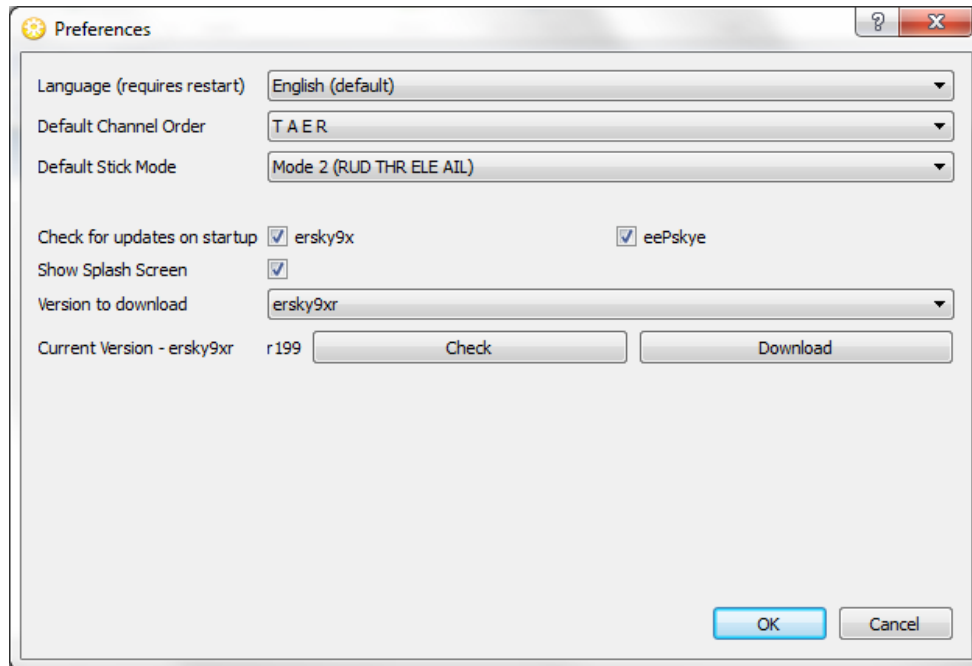 Preferences
Language (requires restart) English (default)
Default Channel Order T A E R
Default Stick Mode Mode 2 (RUD THR ELE AIL)
Check for updates on startup ersky9x eePskye
Show Splash Screen
Version to download ersky9xr
Current Version - ersky9xr r199 Check Download
OK Cancel